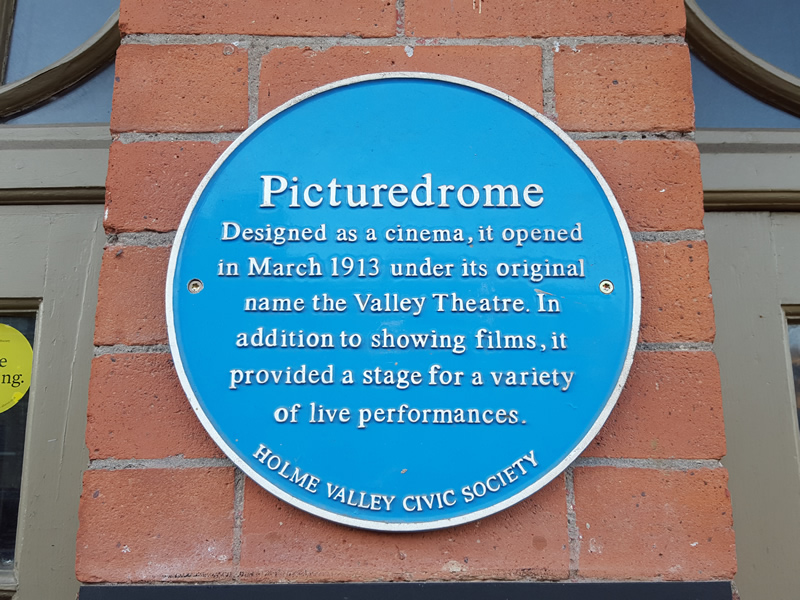 Picturedrome
Designed as a cinema, it opened
in March 1913 under its original
name the Valley Theatre. In
addition to showing films, it
provided a stage for a variety
of live performances.
HOLME VALLEY CIVIC SOCIETY
e
ng.